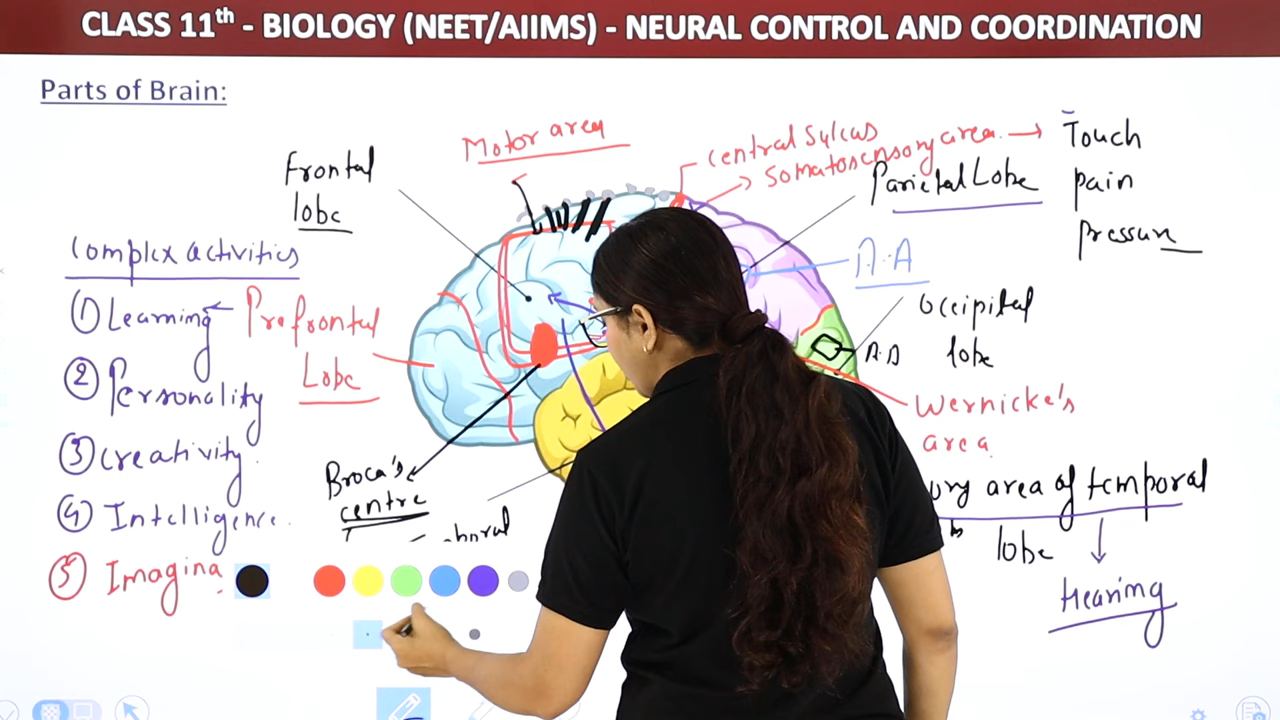 CLASS 11th - BIOLOGY (NEET/AIIMS) - NEURAL CONTROL AND COORDINATION
Parts of Brain:
Motor area
Central Sylcus
Somatosensory area → Touch
pain
pressure
Frontal
lobe
Parietal Lobe
Complex activities
A.A
① Learning
Prefrontal
Lobe
Occipital
lobe
A.A
② Personality
Wernicke's
area
③ Creativity.
Broca's
centre
ory area of temporal
lobe
④ Intelligence.
poral
Hearing
⑤ Imagina